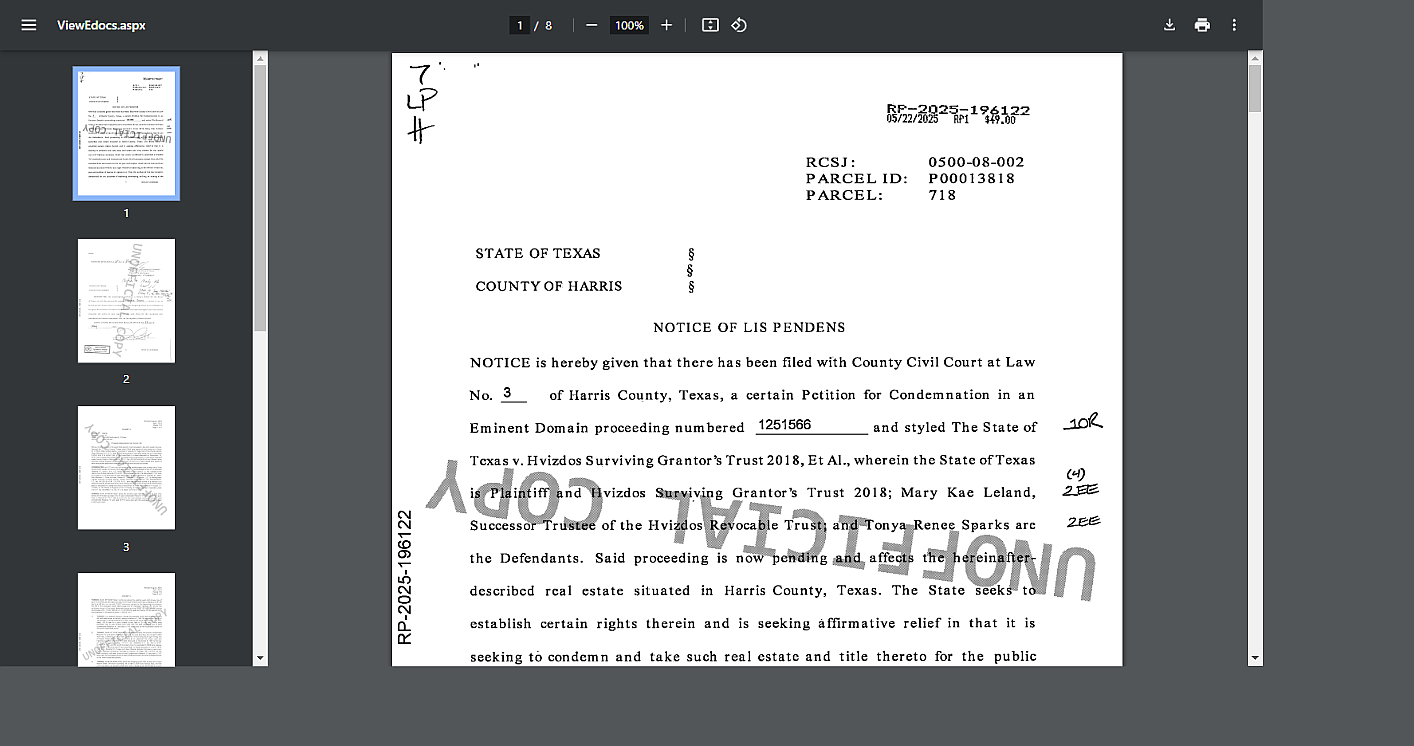 ViewEdocs.aspx
1 / 8
100%
1
2
3
7
LP
RP-2025-196122
05/22/2025 RP1 $49.00
RCSJ: 0500-08-002
PARCEL ID: P00013818
PARCEL: 718
STATE OF TEXAS §
§
COUNTY OF HARRIS §
NOTICE OF LIS PENDENS
NOTICE is hereby given that there has been filed with County Civil Court at Law
No. 3 of Harris County, Texas, a certain Petition for Condemnation in an
Eminent Domain proceeding numbered 1251566 and styled The State of
10R
Texas v. Hvizdos Surviving Grantor's Trust 2018, Et Al., wherein the State of Texas
(4)
is Plaintiff and Hvizdos Surviving Grantor's Trust 2018; Mary Kae Leland,
2EE
Successor Trustee of the Hvizdos Revocable Trust; and Tonya Renee Sparks are
2EE
the Defendants. Said proceeding is now pending and affects the hereinafter-
described real estate situated in Harris County, Texas. The State seeks to
establish certain rights therein and is seeking affirmative relief in that it is
seeking to condemn and take such real estate and title thereto for the public
UNOFFICIAL COPY
RP-2025-196122